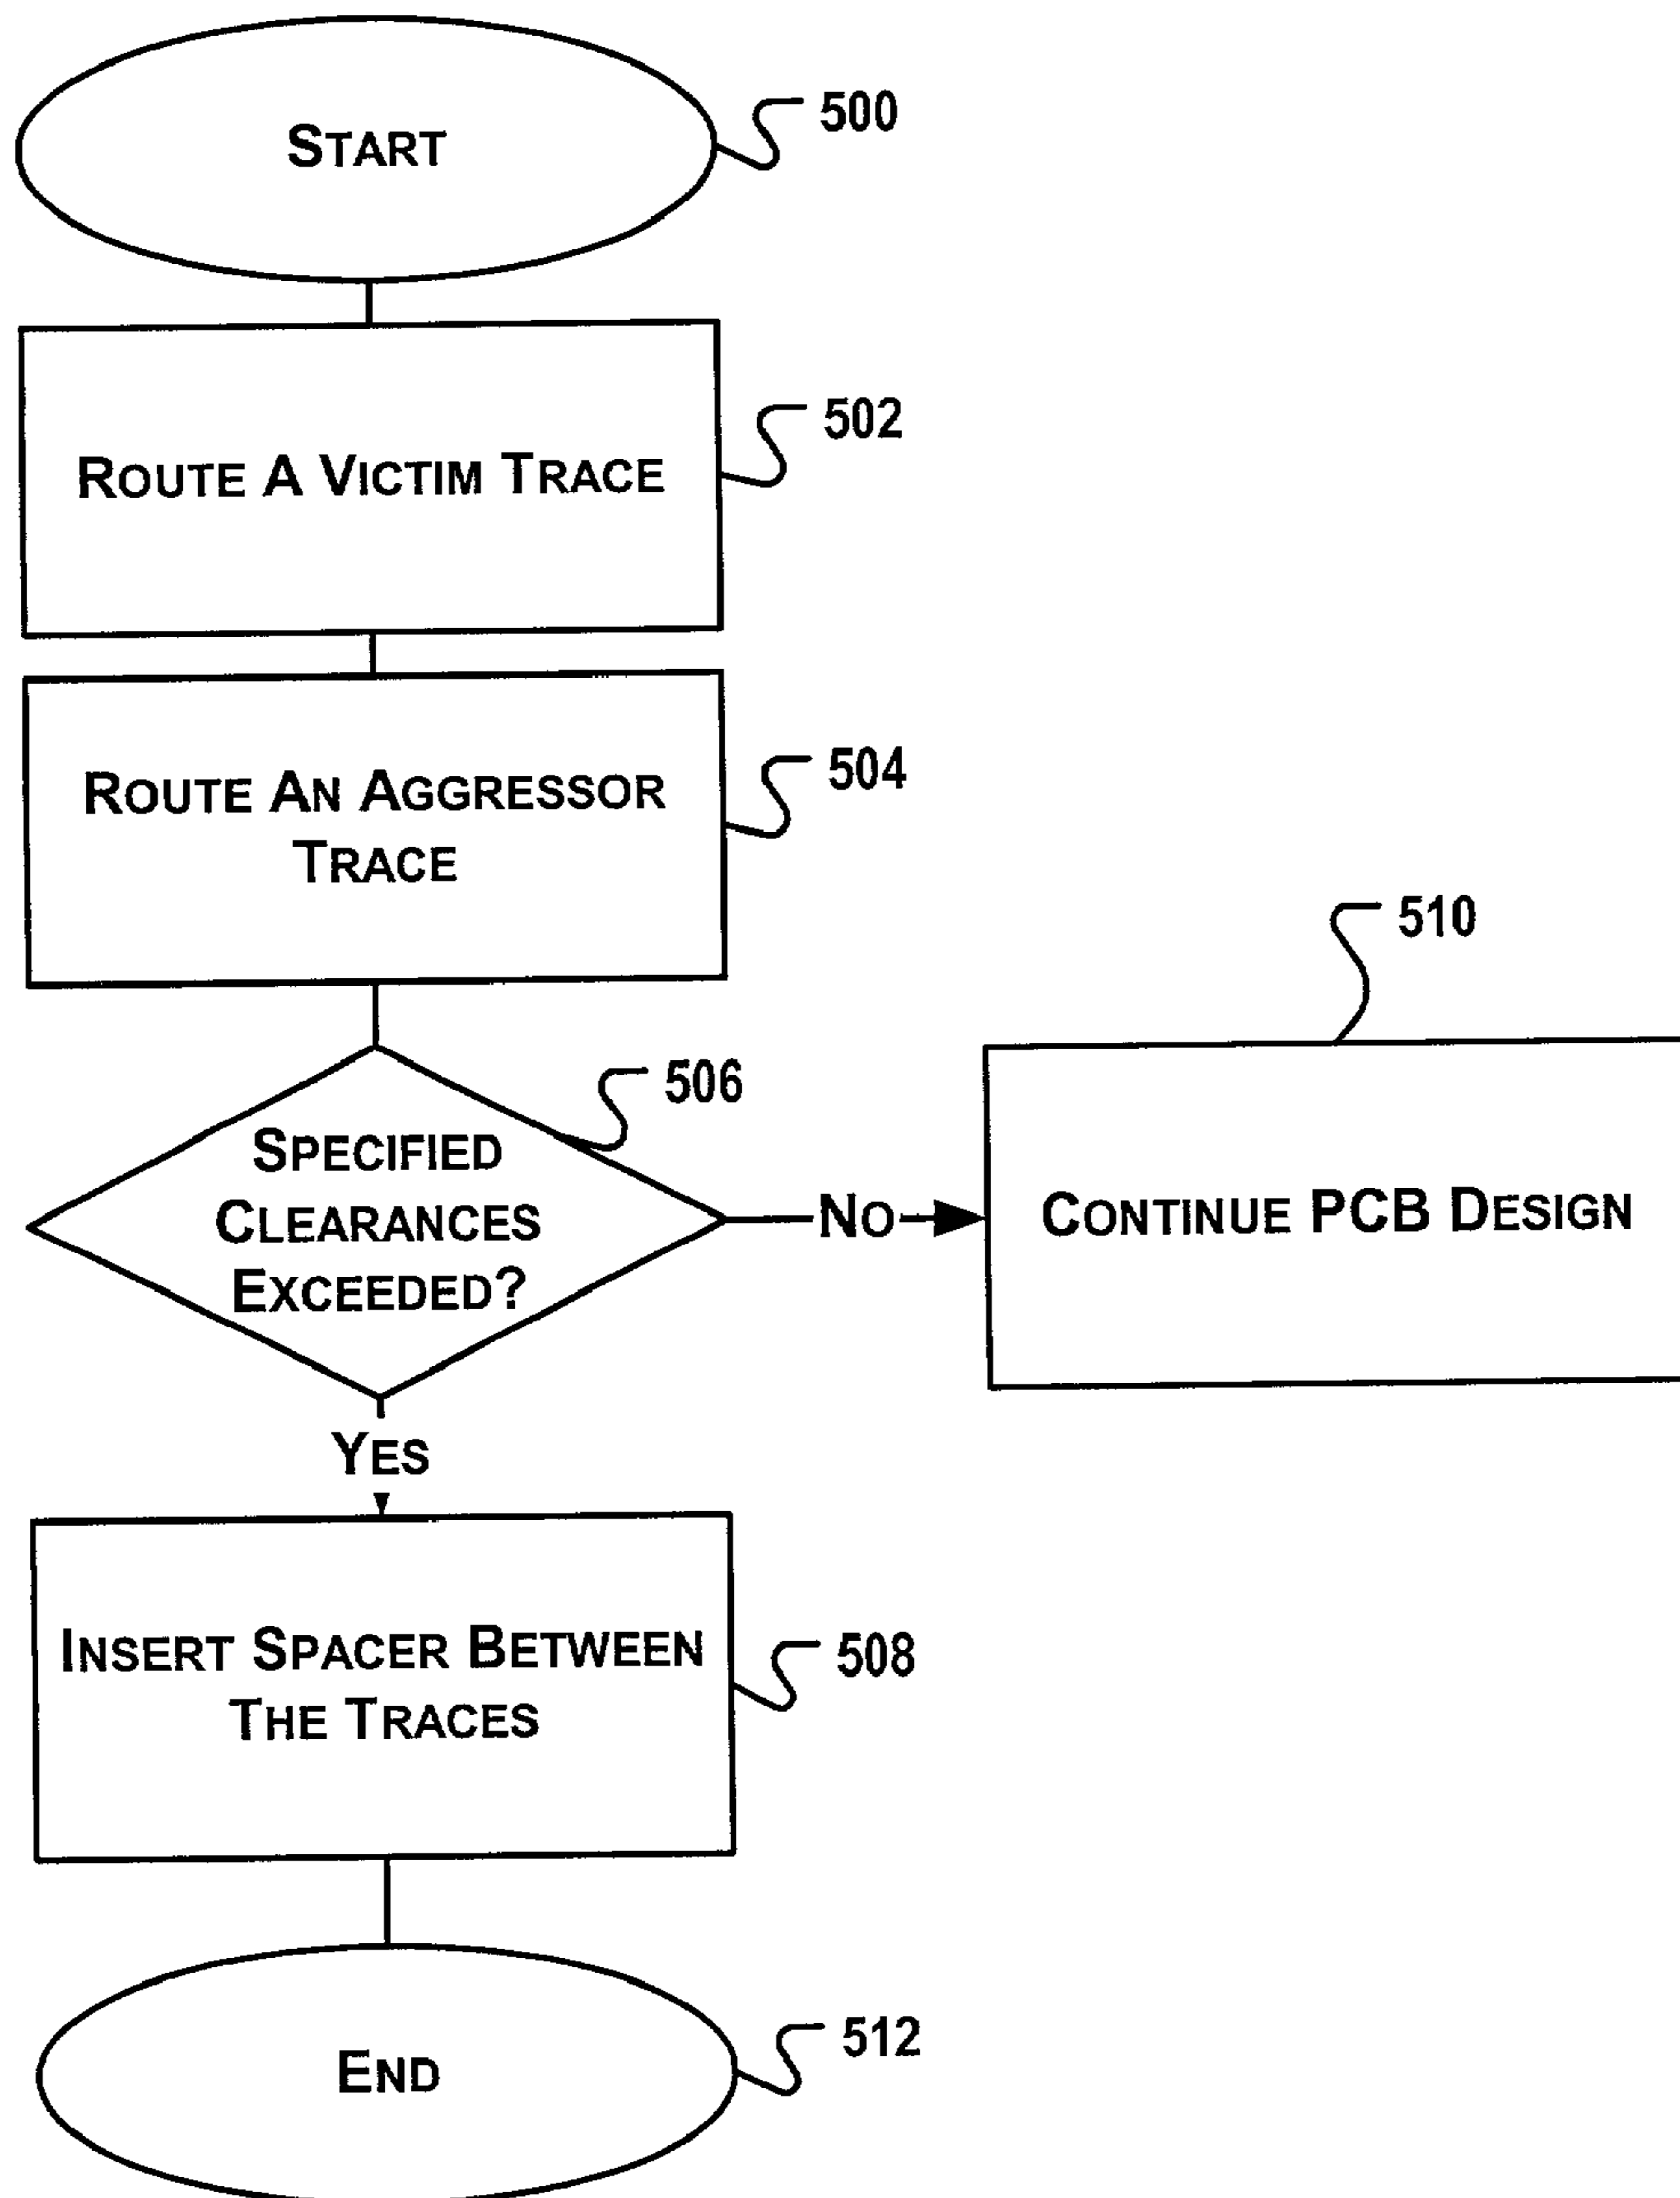 START
500
ROUTE A VICTIM TRACE
502
ROUTE AN AGGRESSOR
TRACE
504
506
SPECIFIED
CLEARANCES
EXCEEDED?
NO
510
CONTINUE PCB DESIGN
YES
INSERT SPACER BETWEEN
THE TRACES
508
END
512